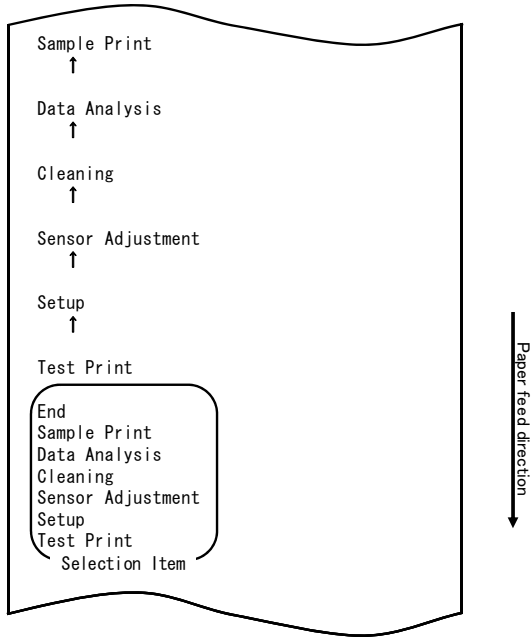 Sample Print
↑
Data Analysis
↑
Cleaning
↑
Sensor Adjustment
↑
Setup
↑
Test Print
End
Sample Print
Data Analysis
Cleaning
Sensor Adjustment
Setup
Test Print
Selection Item
Paper feed direction